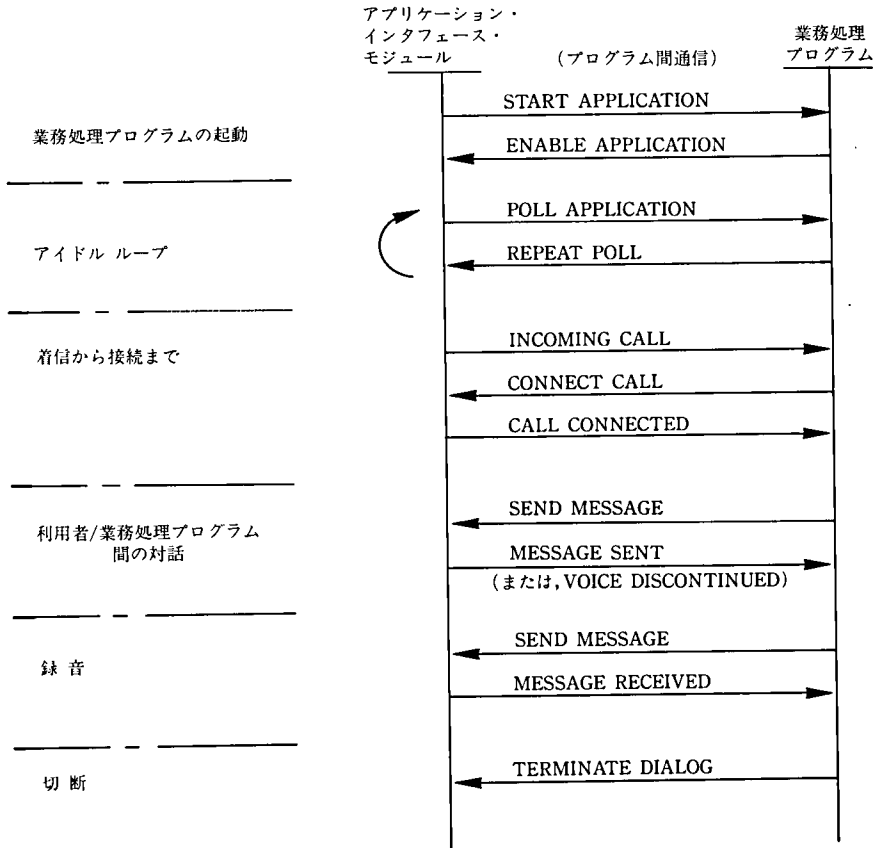 アプリケーション・
インタフェース・
モジュール
(プログラム間通信)
業務処理
プログラム
START APPLICATION
業務処理プログラムの起動
ENABLE APPLICATION
POLL APPLICATION
アイドル ループ
REPEAT POLL
INCOMING CALL
着信から接続まで
CONNECT CALL
CALL CONNECTED
SEND MESSAGE
利用者/業務処理プログラム
間の対話
MESSAGE SENT
(または,VOICE DISCONTINUED)
SEND MESSAGE
録 音
MESSAGE RECEIVED
TERMINATE DIALOG
切 断